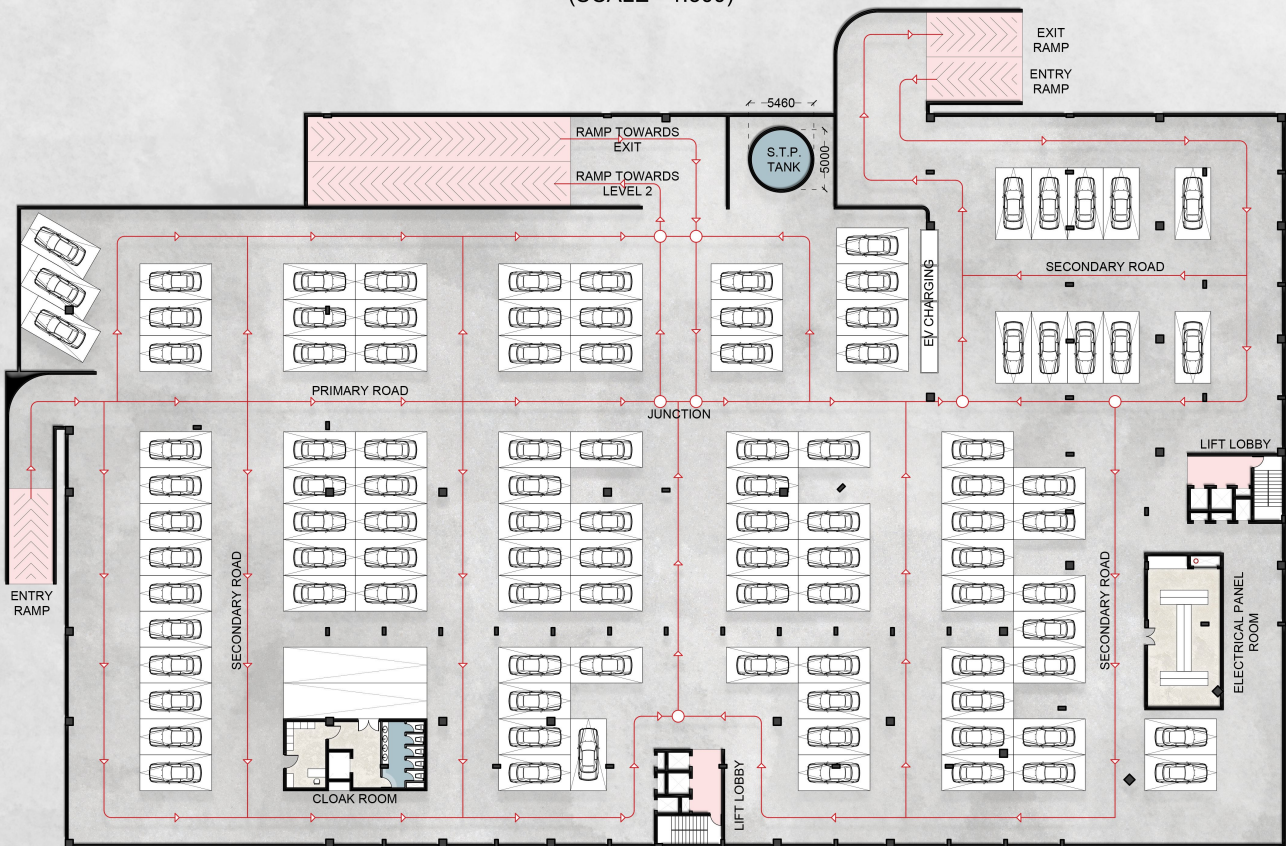 EXIT
RAMP
ENTRY
RAMP
5460
RAMP TOWARDS
EXIT
S.T.P.
TANK
5000
RAMP TOWARDS
LEVEL 2
EV CHARGING
SECONDARY ROAD
PRIMARY ROAD
JUNCTION
LIFT LOBBY
ENTRY
RAMP
SECONDARY ROAD
SECONDARY ROAD
ELECTRICAL PANEL
ROOM
CLOAK ROOM
LIFT LOBBY